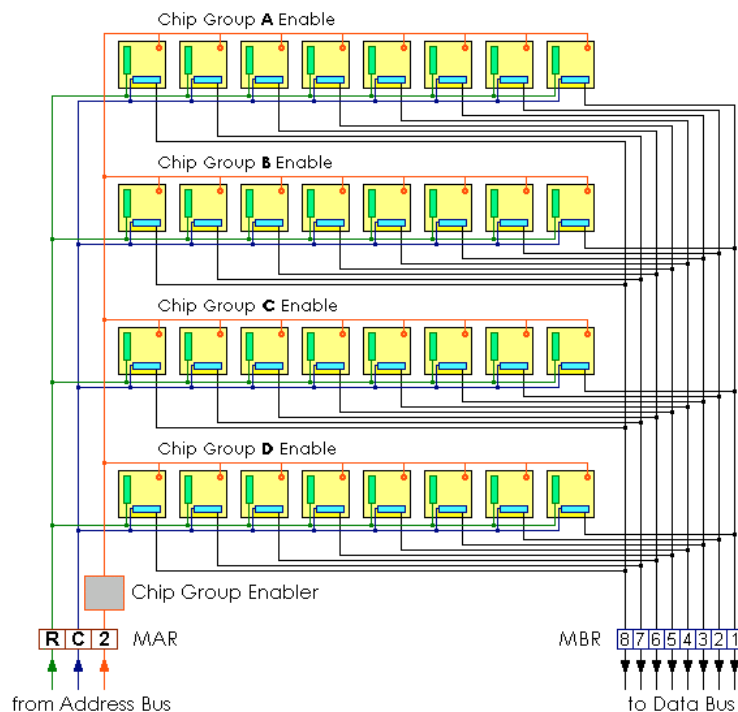 Chip Group A Enable
Chip Group B Enable
Chip Group C Enable
Chip Group D Enable
Chip Group Enabler
R C 2 MAR
MBR 8 7 6 5 4 3 2 1
from Address Bus
to Data Bus